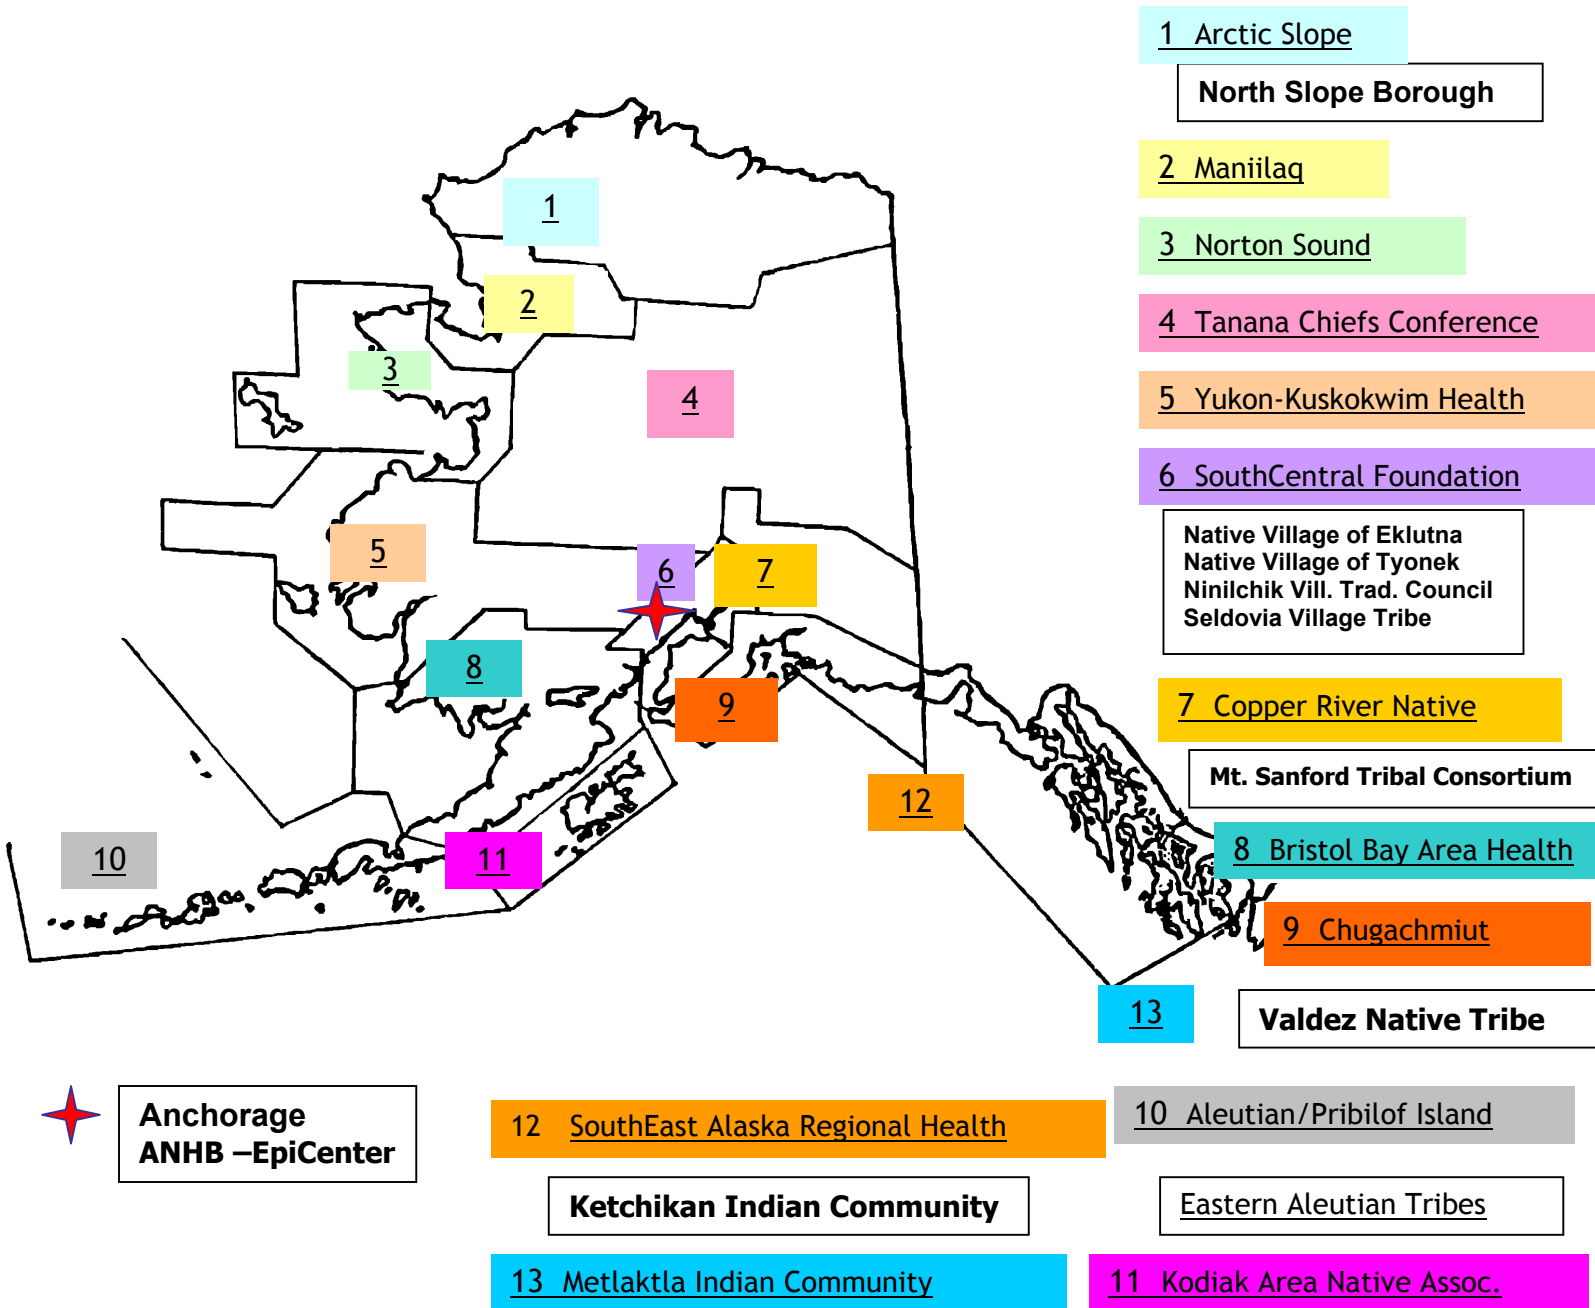 1 Arctic Slope
North Slope Borough
2 Maniilaq
3 Norton Sound
4 Tanana Chiefs Conference
5 Yukon-Kuskokwim Health
6 SouthCentral Foundation
Native Village of Eklutna
Native Village of Tyonek
Ninilchik Vill. Trad. Council
Seldovia Village Tribe
7 Copper River Native
Mt. Sanford Tribal Consortium
8 Bristol Bay Area Health
9 Chugachmiut
Valdez Native Tribe
1
2
3
4
5
6
7
8
9
10
11
12
13
Anchorage
ANHB –EpiCenter
12 SouthEast Alaska Regional Health
Ketchikan Indian Community
13 Metlaktla Indian Community
10 Aleutian/Pribilof Island
Eastern Aleutian Tribes
11 Kodiak Area Native Assoc.